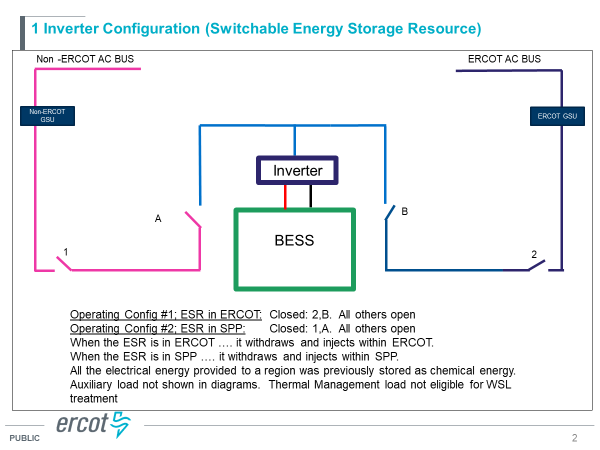 1 Inverter Configuration (Switchable Energy Storage Resource)
Non -ERCOT AC BUS
ERCOT AC BUS
Non-ERCOT
GSU
ERCOT GSU
Inverter
A
B
BESS
1
2
Operating Config #1; ESR in ERCOT: Closed: 2,B. All others open
Operating Config #2; ESR in SPP: Closed: 1,A. All others open
When the ESR is in ERCOT .... it withdraws and injects within ERCOT.
When the ESR is in SPP .... it withdraws and injects within SPP.
All the electrical energy provided to a region was previously stored as chemical energy.
Auxiliary load not shown in diagrams. Thermal Management load not eligible for WSL
treatment
PUBLIC
ercot
2